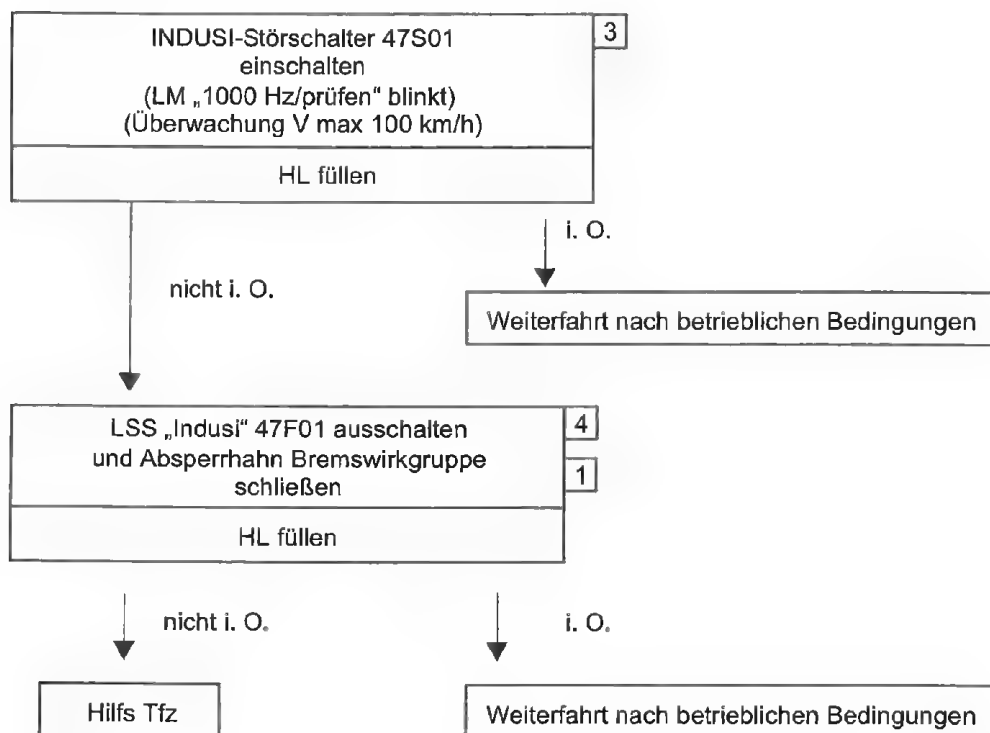 INDUSI-Störschalter 47S01
einschalten
(LM „1000 Hz/prüfen“ blinkt)
(Überwachung V max 100 km/h)
3
HL füllen
i. O.
nicht i. O.
Weiterfahrt nach betrieblichen Bedingungen
LSS „Indusi“ 47F01 ausschalten
und Absperrhahn Bremswirkgruppe
schließen
4
1
HL füllen
nicht i. O.
i. O.
Hilfs Tfz
Weiterfahrt nach betrieblichen Bedingungen